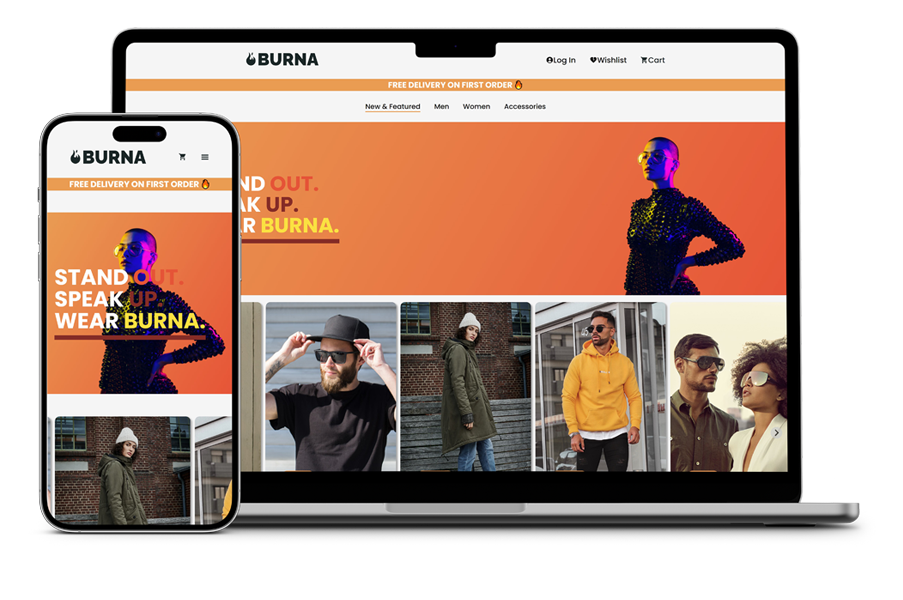 BURNA
Log In Wishlist Cart
FREE DELIVERY ON FIRST ORDER 🔥
New & Featured Men Women Accessories
ND OUT.
AK UP.
R BURNA.
BURNA
FREE DELIVERY ON FIRST ORDER 🔥
STAND OUT.
SPEAK UP.
WEAR BURNA.